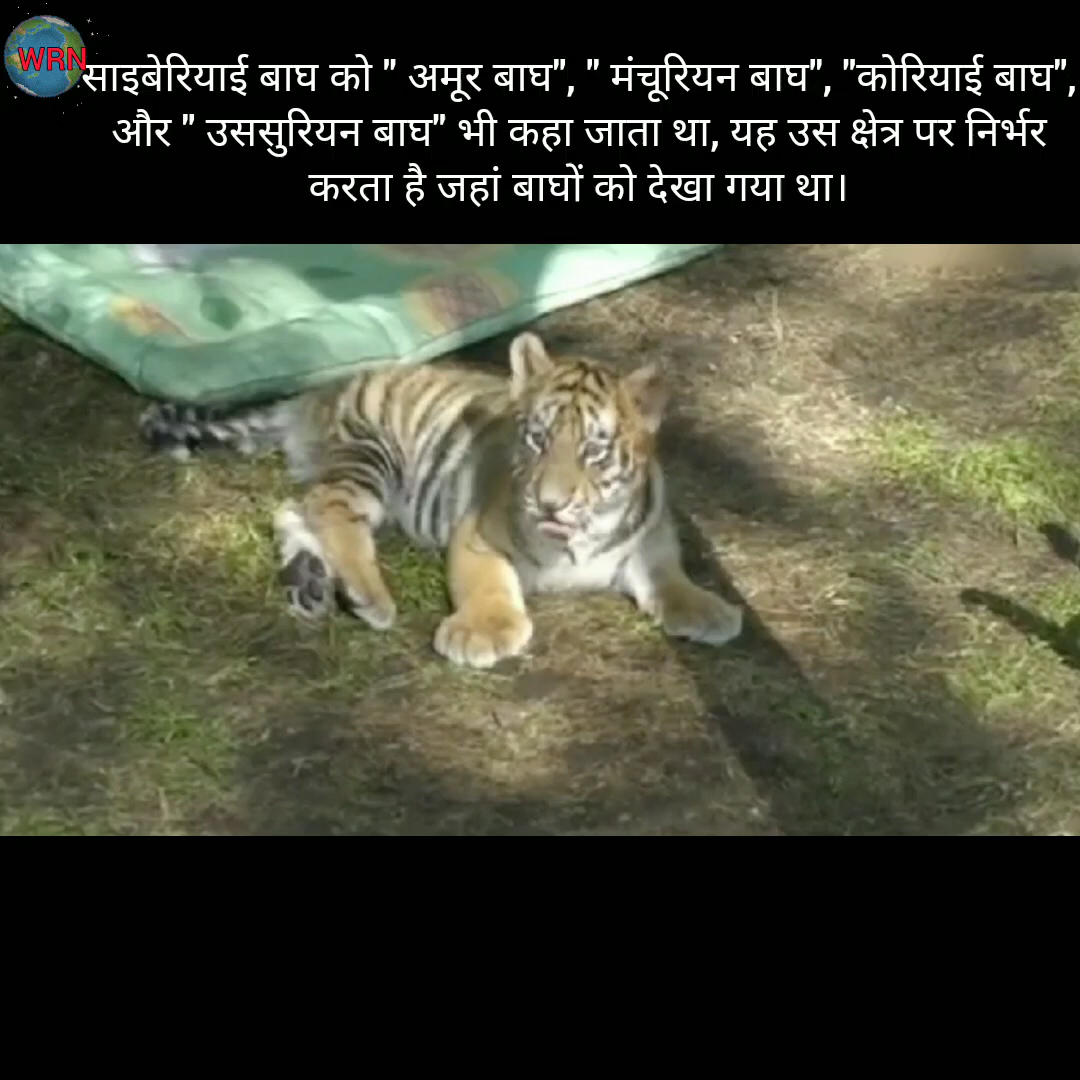 WRN
साइबेरियाई बाघ को " अमूर बाघ", " मंचूरियन बाघ", "कोरियाई बाघ",
और " उससुरियन बाघ" भी कहा जाता था, यह उस क्षेत्र पर निर्भर
करता है जहां बाघों को देखा गया था।